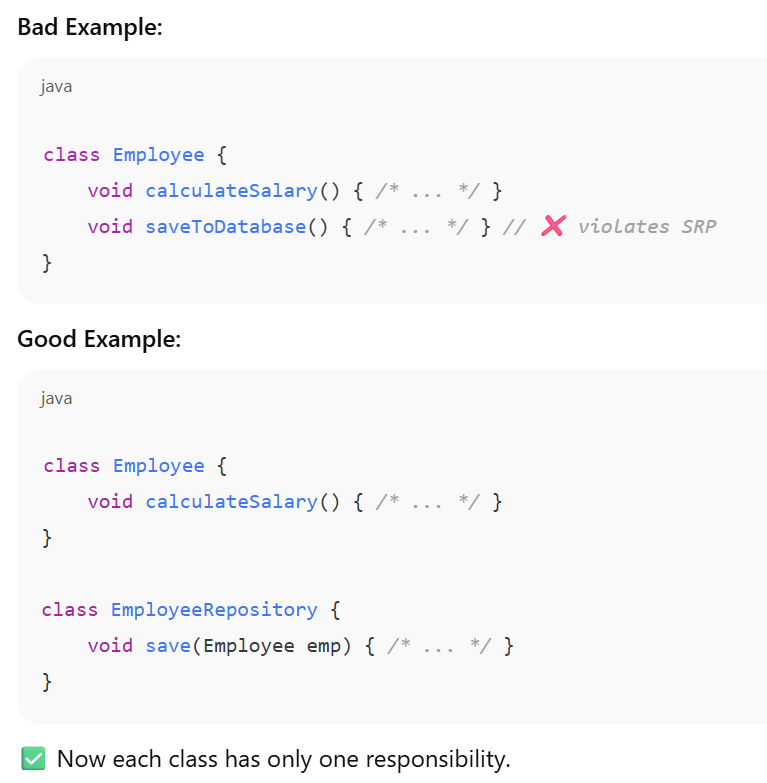 Bad Example:
java
class Employee {
    void calculateSalary() { /* ... */ }
    void saveToDatabase() { /* ... */ } // ❌ violates SRP
}
Good Example:
java
class Employee {
    void calculateSalary() { /* ... */ }
}
class EmployeeRepository {
    void save(Employee emp) { /* ... */ }
}
✅ Now each class has only one responsibility.